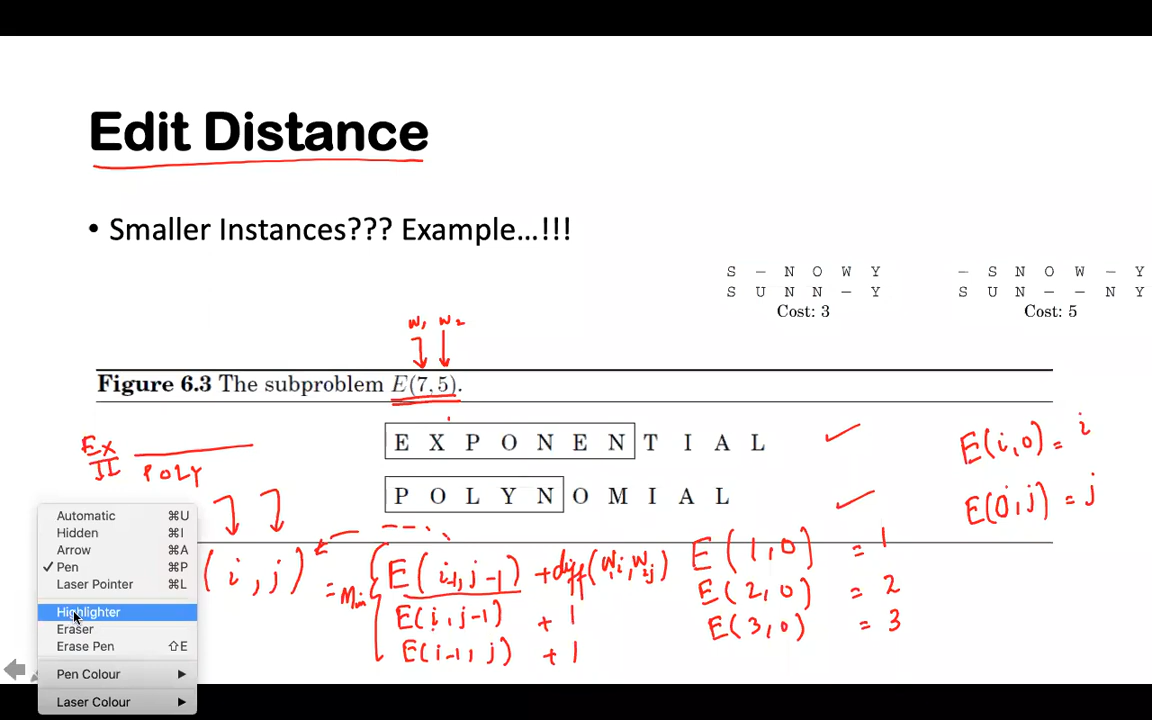 Edit Distance
• Smaller Instances??? Example...!!!
S - N O W Y
S U N N - Y
Cost: 3
- S N O W - Y
S U N - - N Y
Cost: 5
w1 w2
Figure 6.3 The subproblem E(7, 5).
E X P O N E N T I A L
P O L Y N O M I A L
Ex
POLY
E(i,0) = i
E(0,j) = j
(i,j) = Min { E(i-1,j-1) + diff(wi,wj)
E(i,j-1) + 1
E(i-1,j) + 1
E(1,0) = 1
E(2,0) = 2
E(3,0) = 3
Automatic ⌘U
Hidden ⌘I
Arrow ⌘A
✓ Pen ⌘P
Laser Pointer ⌘L
Highlighter
Eraser
Erase Pen ⇧E
Pen Colour ▶
Laser Colour ▶